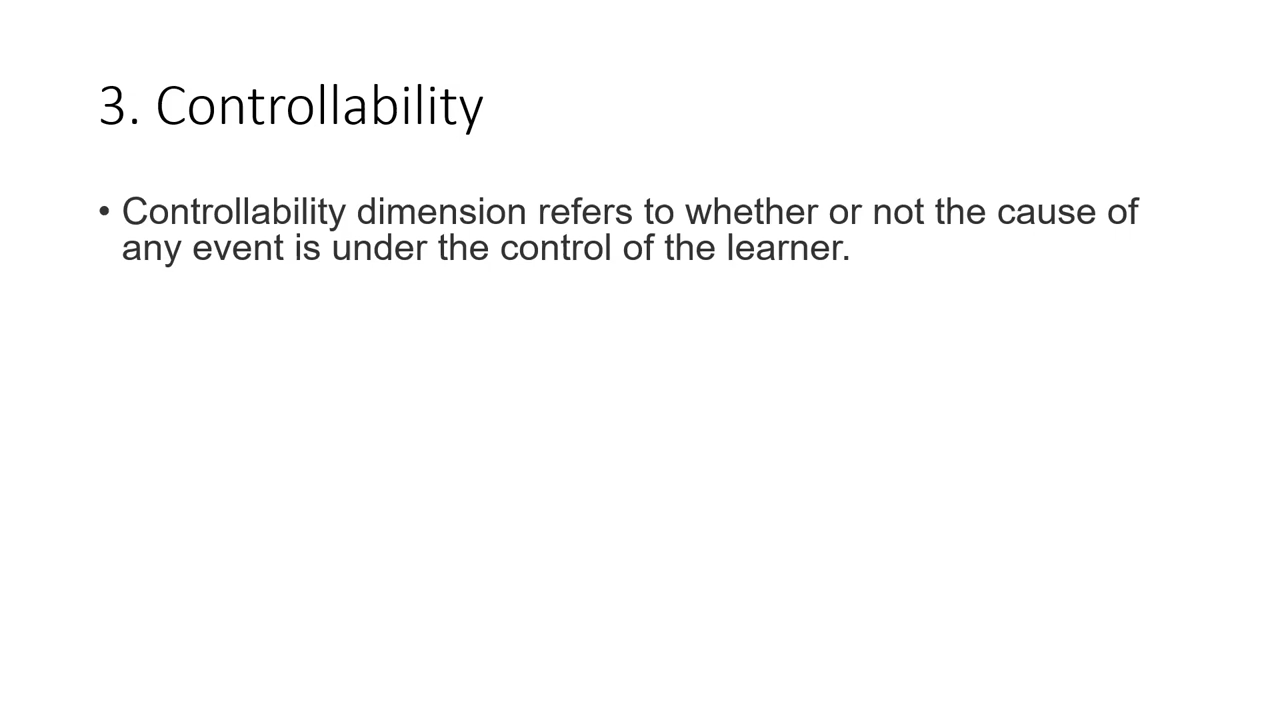 3. Controllability
• Controllability dimension refers to whether or not the cause of
any event is under the control of the learner.